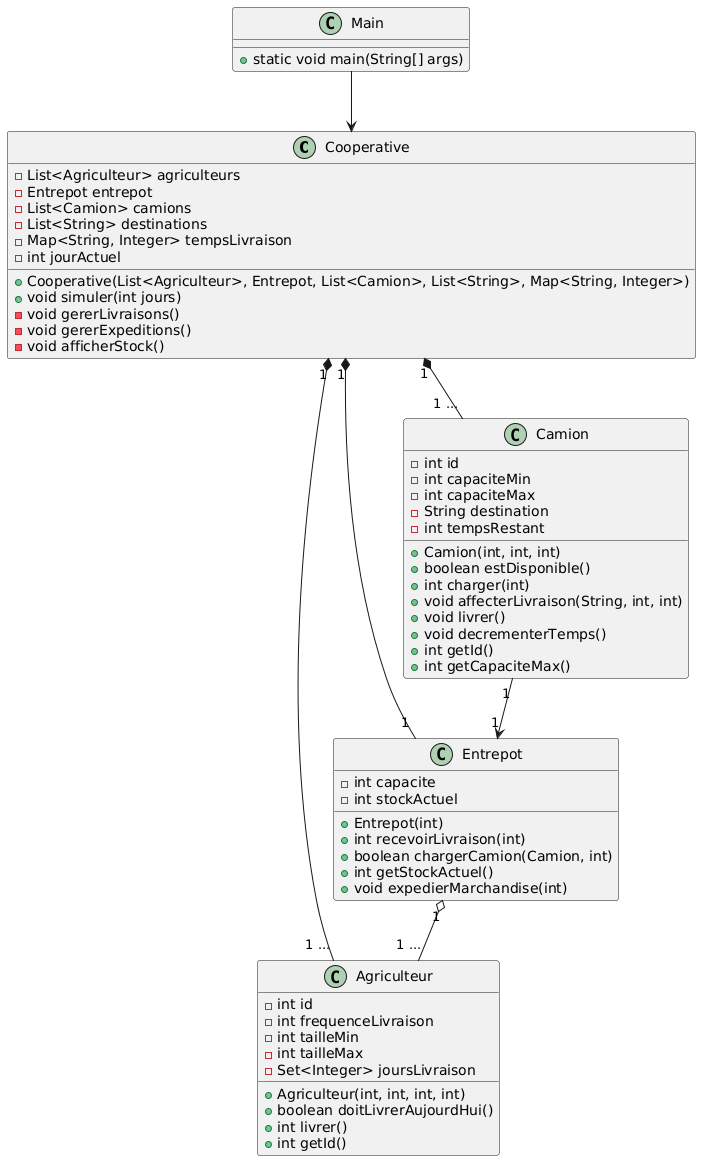 C Main
static void main(String[] args)
C Cooperative
List<Agriculteur> agriculteurs
Entrepot entrepot
List<Camion> camions
List<String> destinations
Map<String, Integer> tempsLivraison
int jourActuel
Cooperative(List<Agriculteur>, Entrepot, List<Camion>, List<String>, Map<String, Integer>)
void simuler(int jours)
void gererLivraisons()
void gererExpeditions()
void afficherStock()
1 1 1
1 ...
C Camion
int id
int capaciteMin
int capaciteMax
String destination
int tempsRestant
Camion(int, int, int)
boolean estDisponible()
int charger(int)
void affecterLivraison(String, int, int)
void livrer()
void decrementerTemps()
int getId()
int getCapaciteMax()
1
1 1
C Entrepot
int capacite
int stockActuel
Entrepot(int)
int recevoirLivraison(int)
boolean chargerCamion(Camion, int)
int getStockActuel()
void expedierMarchandise(int)
1
1 ... 1 ...
C Agriculteur
int id
int frequenceLivraison
int tailleMin
int tailleMax
Set<Integer> joursLivraison
Agriculteur(int, int, int, int)
boolean doitLivrerAujourdHui()
int livrer()
int getId()